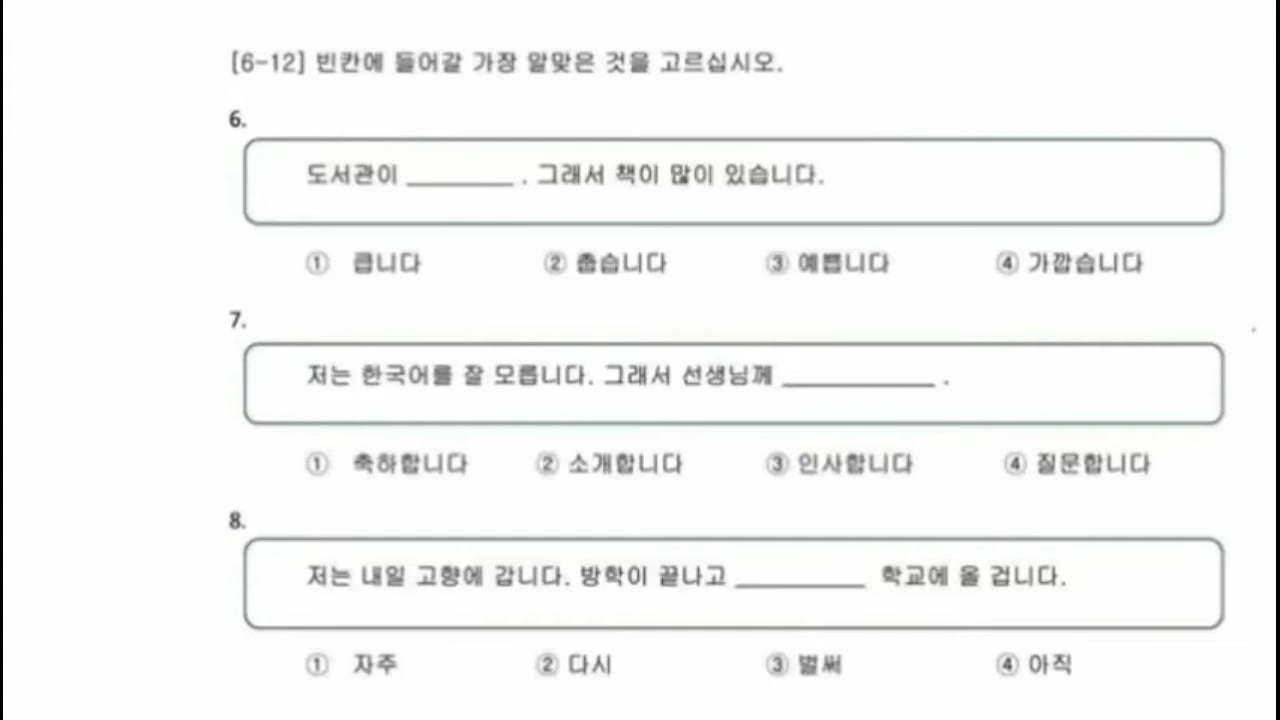 [6-12] 빈칸에 들어갈 가장 알맞은 것을 고르십시오.
6.
도서관이 ________ . 그래서 책이 많이 있습니다.
① 큽니다 ② 춥습니다 ③ 예쁩니다 ④ 가깝습니다
7.
저는 한국어를 잘 모릅니다. 그래서 선생님께 ____________ .
① 축하합니다 ② 소개합니다 ③ 인사합니다 ④ 질문합니다
8.
저는 내일 고향에 갑니다. 방학이 끝나고 __________ 학교에 올 겁니다.
① 자주 ② 다시 ③ 벌써 ④ 아직